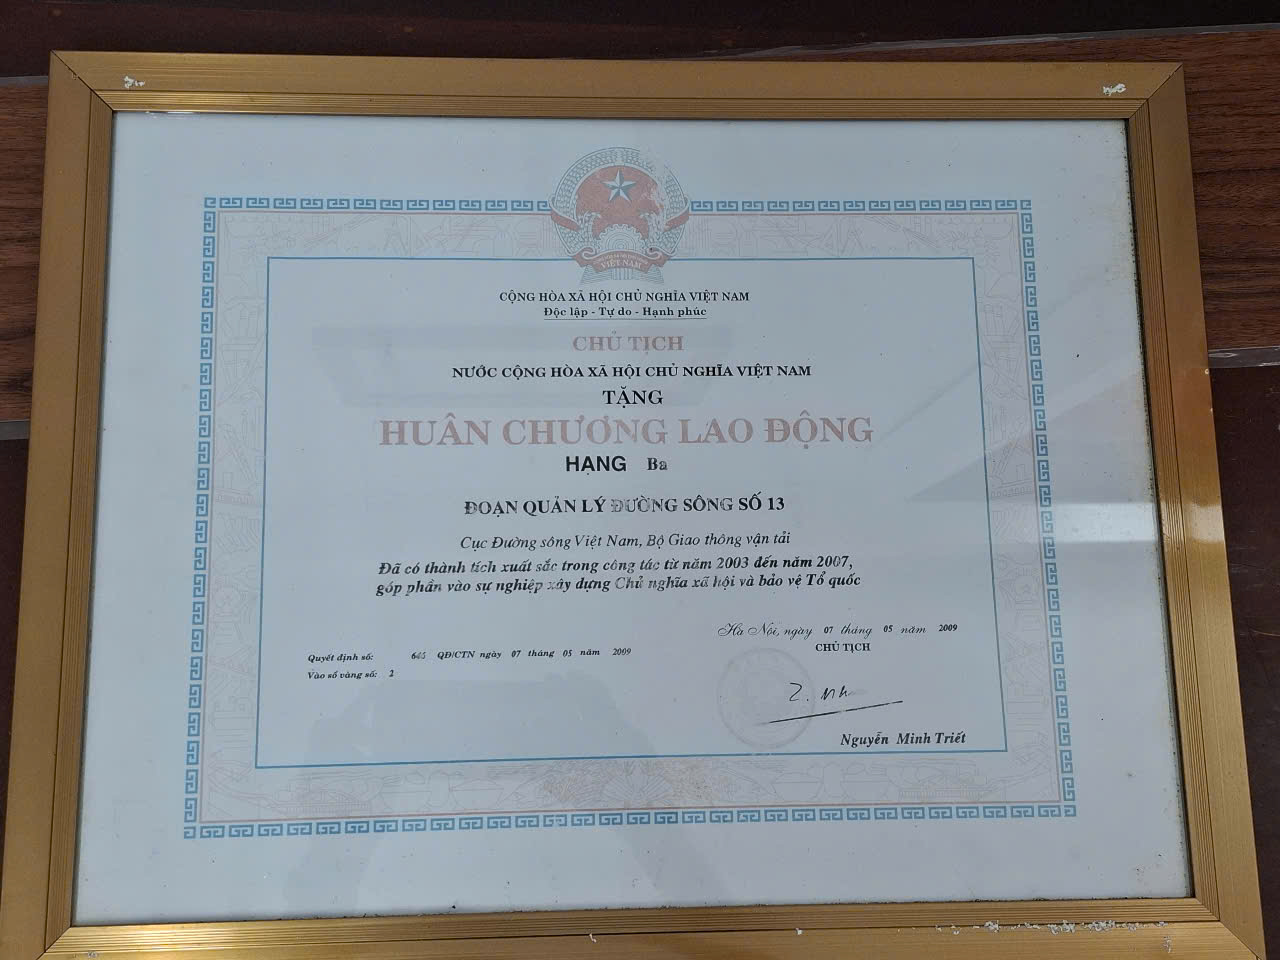 VIỆT NAM
CỘNG HÒA XÃ HỘI CHỦ NGHĨA VIỆT NAM
Độc lập - Tự do - Hạnh phúc
CHỦ TỊCH
NƯỚC CỘNG HÒA XÃ HỘI CHỦ NGHĨA VIỆT NAM
TẶNG
HUÂN CHƯƠNG LAO ĐỘNG
HẠNG Ba
ĐOẠN QUẢN LÝ ĐƯỜNG SÔNG SỐ 13
Cục Đường sông Việt Nam, Bộ Giao thông vận tải
Đã có thành tích xuất sắc trong công tác từ năm 2003 đến năm 2007,
góp phần vào sự nghiệp xây dựng Chủ nghĩa xã hội và bảo vệ Tổ quốc
Hà Nội, ngày 07 tháng 05 năm 2009
CHỦ TỊCH
Quyết định số: QĐ/CTN ngày 07 tháng 05 năm 2009
Vào sổ vàng số: 2
Nguyễn Minh Triết